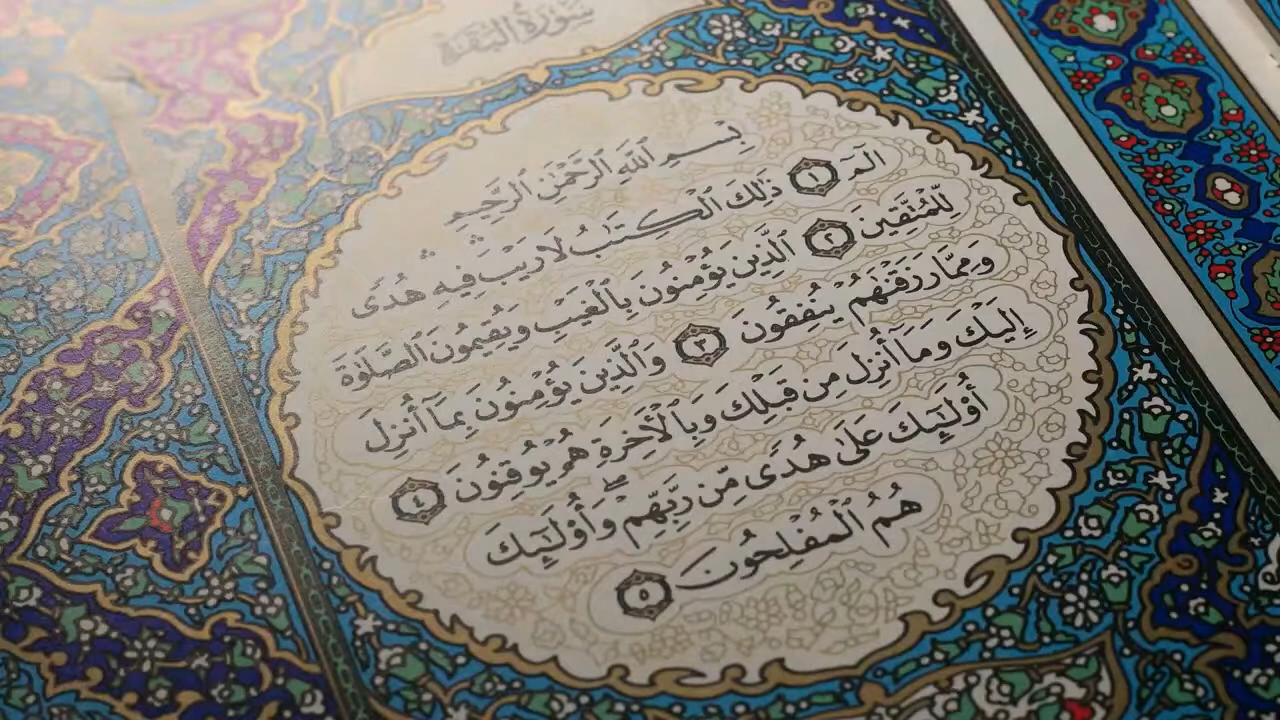 سُورَةُ الْبَقَرَةِ
بِسْمِ ٱللَّهِ ٱلرَّحْمَٰنِ ٱلرَّحِيمِ
الٓمٓ ١ ذَٰلِكَ ٱلْكِتَٰبُ لَا رَيْبَ ۛ فِيهِ ۛ هُدًى
لِّلْمُتَّقِينَ ٢ ٱلَّذِينَ يُؤْمِنُونَ بِٱلْغَيْبِ وَيُقِيمُونَ ٱلصَّلَوٰةَ
وَمِمَّا رَزَقْنَٰهُمْ يُنفِقُونَ ٣ وَٱلَّذِينَ يُؤْمِنُونَ بِمَآ أُنزِلَ
إِلَيْكَ وَمَآ أُنزِلَ مِن قَبْلِكَ وَبِٱلْأٓخِرَةِ هُمْ يُوقِنُونَ ٤
أُو۟لَٰٓئِكَ عَلَىٰ هُدًى مِّن رَّبِّهِمْ ۖ وَأُو۟لَٰٓئِكَ
هُمُ ٱلْمُفْلِحُونَ ٥